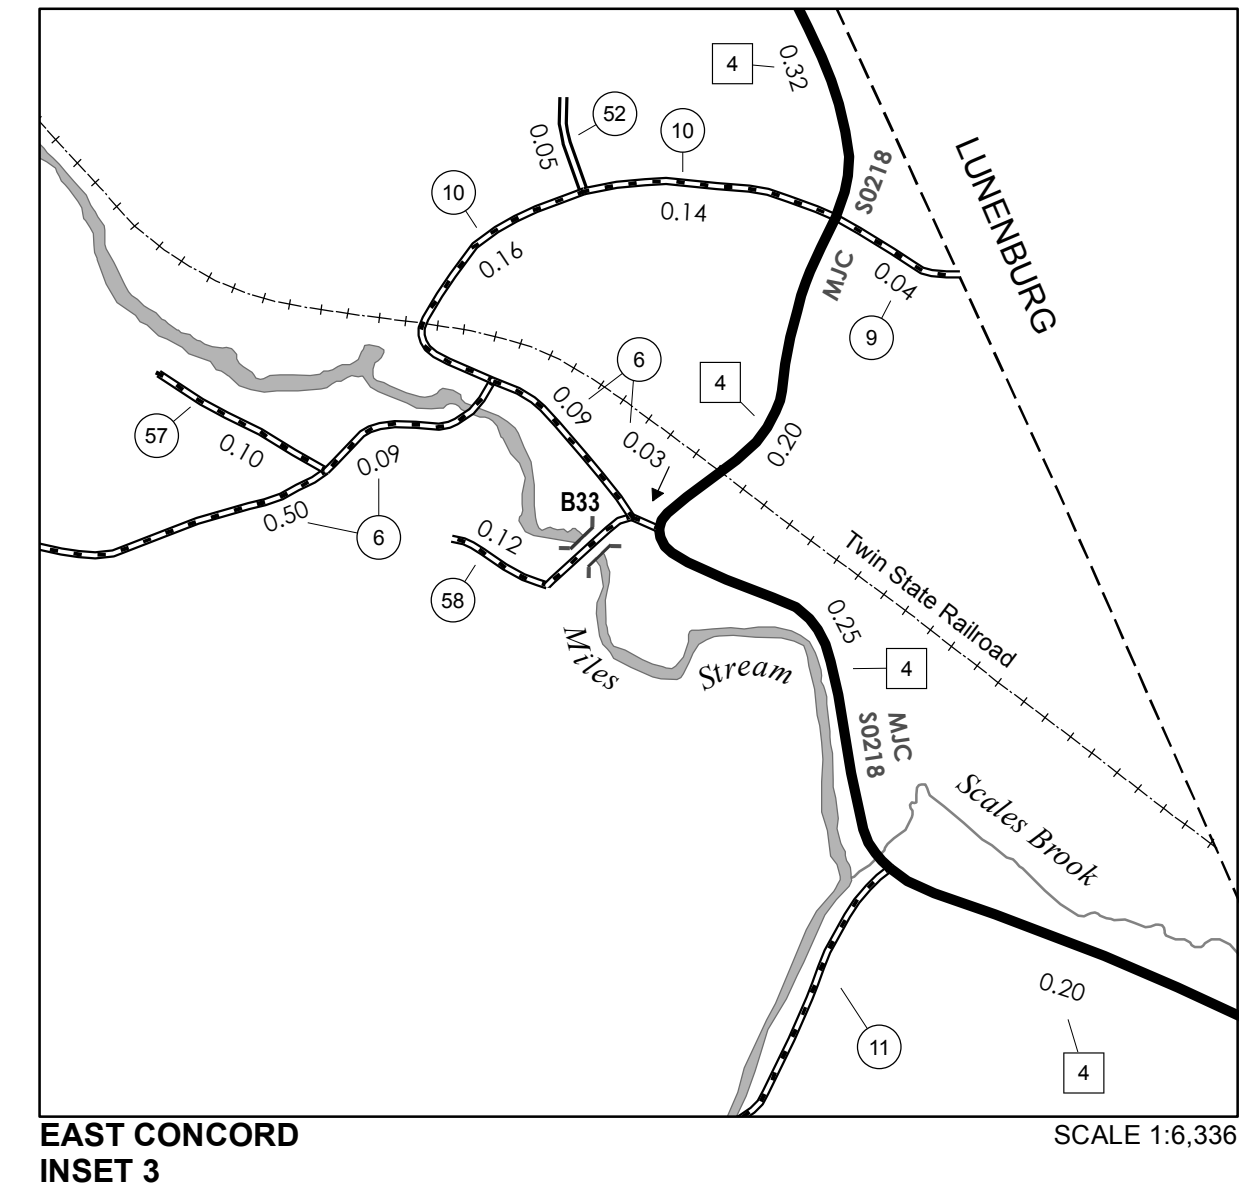 4
0.32
52
10
0.05
S0218
LUNENBURG
10
0.14
0.16
MJC
0.04
9
6
4
0.09
57
0.10
0.09
0.03
0.20
0.50
6
B33
0.12
58
Twin State Railroad
0.25
4
Miles Stream
MJC
S0218
Scales Brook
0.20
11
4
EAST CONCORD
INSET 3
SCALE 1:6,336